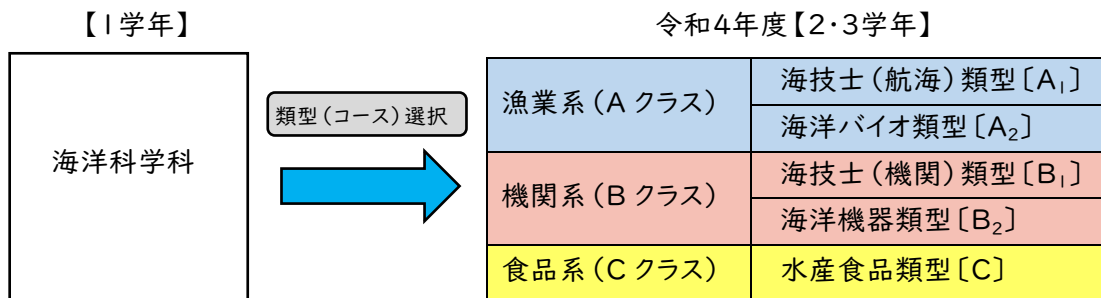 【1学年】
令和4年度【2・3学年】
海洋科学科
類型(コース)選択
漁業系(Aクラス)
海技士(航海)類型〔A₁〕
海洋バイオ類型〔A₂〕
機関系(Bクラス)
海技士(機関)類型〔B₁〕
海洋機器類型〔B₂〕
食品系(Cクラス)
水産食品類型〔C〕